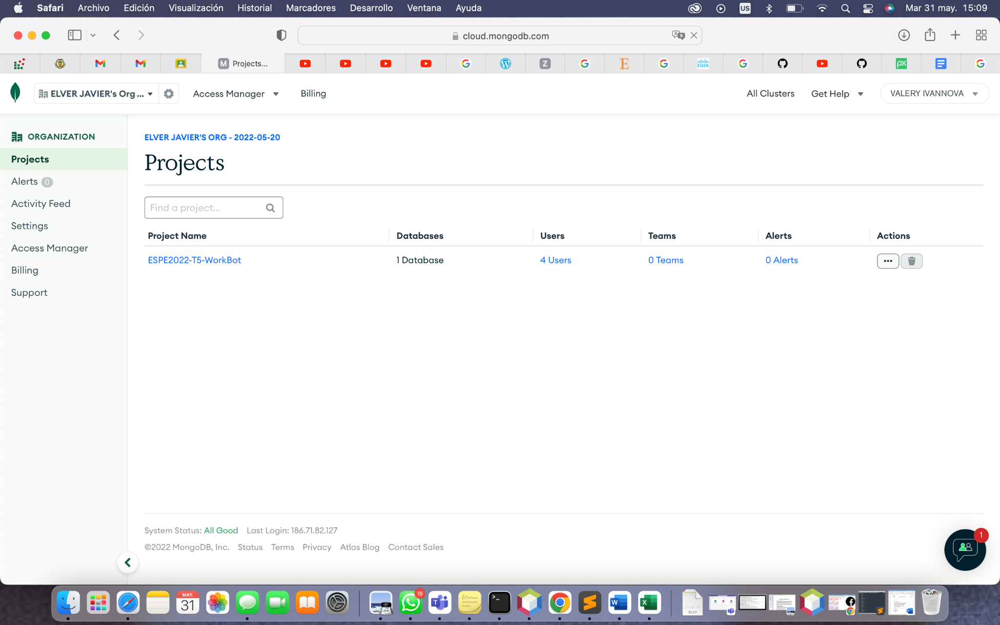 Safari Archivo Edición Visualización Historial Marcadores Desarrollo Ventana Ayuda US Mar 31 may. 15:09
cloud.mongodb.com
M Projects... Z E CISCO px
ELVER JAVIER's Org ... Access Manager Billing All Clusters Get Help VALERY IVANNOVA
ORGANIZATION
Projects
Alerts 0
Activity Feed
Settings
Access Manager
Billing
Support
ELVER JAVIER'S ORG - 2022-05-20
Projects
Find a project...
Project Name Databases Users Teams Alerts Actions
ESPE2022-T5-WorkBot 1 Database 4 Users 0 Teams 0 Alerts
System Status: All Good Last Login: 186.71.82.127
©2022 MongoDB, Inc. Status Terms Privacy Atlas Blog Contact Sales
1
MAY. 31
18
XLSX